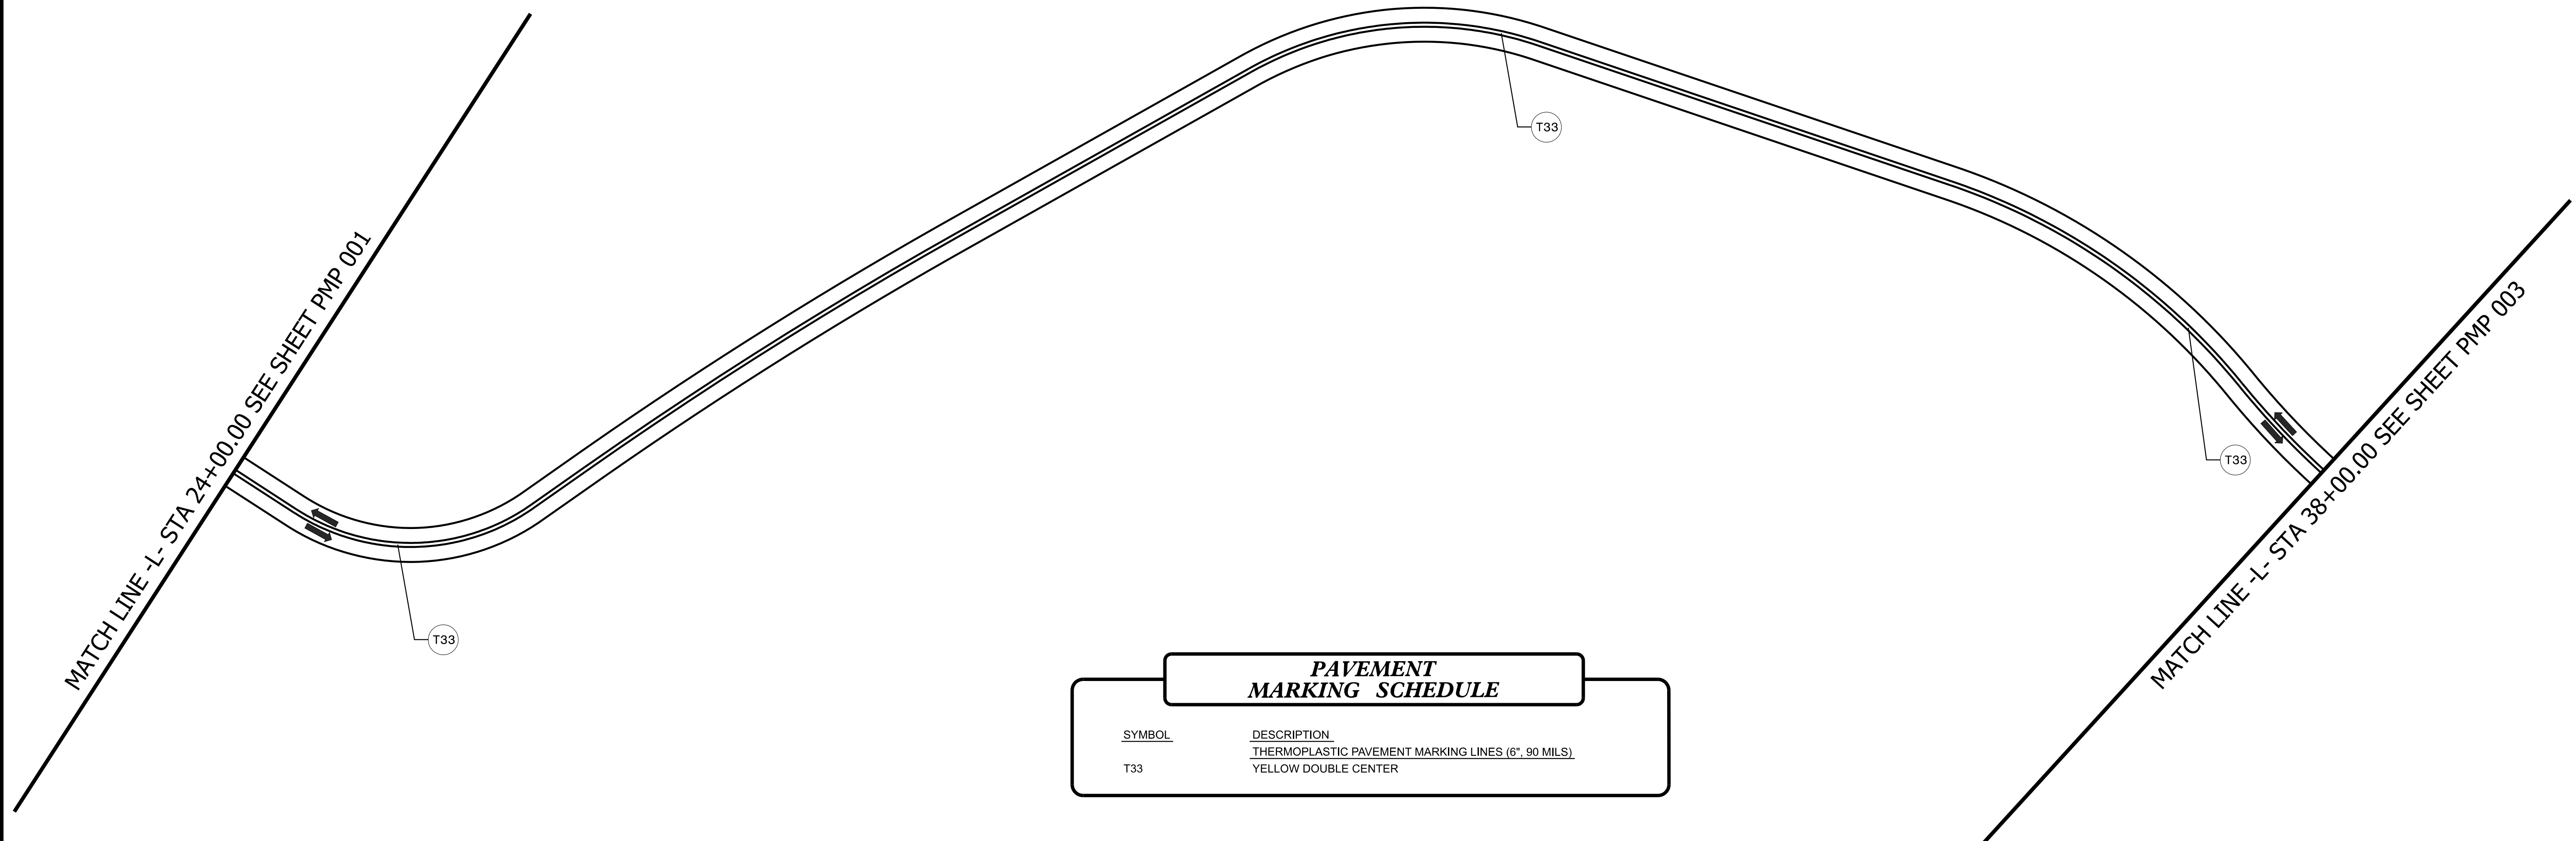 MATCH LINE -L- STA 24+00.00 SEE SHEET PMP 001
T33
T33
T33
MATCH LINE -L- STA 38+00.00 SEE SHEET PMP 003
PAVEMENT
MARKING SCHEDULE
SYMBOL DESCRIPTION
THERMOPLASTIC PAVEMENT MARKING LINES (6", 90 MILS)
T33 YELLOW DOUBLE CENTER